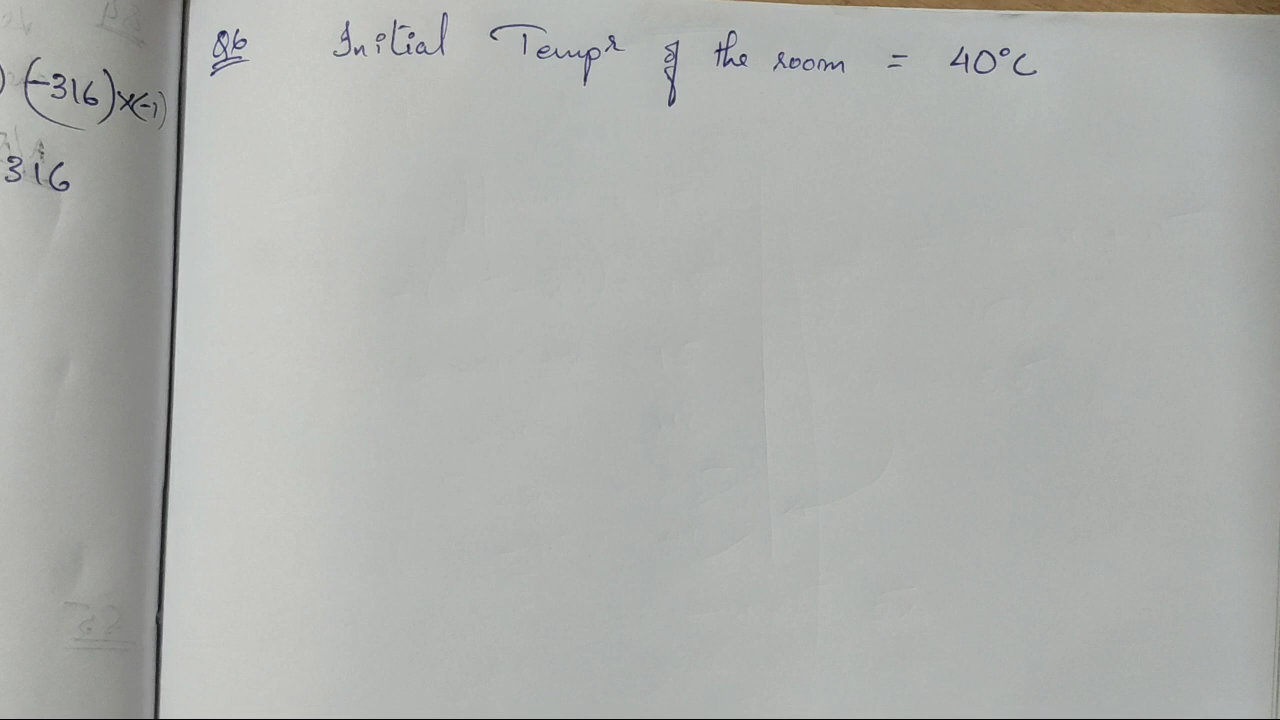 (-316)×(-1)
316
Q6 Initial Tempr of the room = 40°C